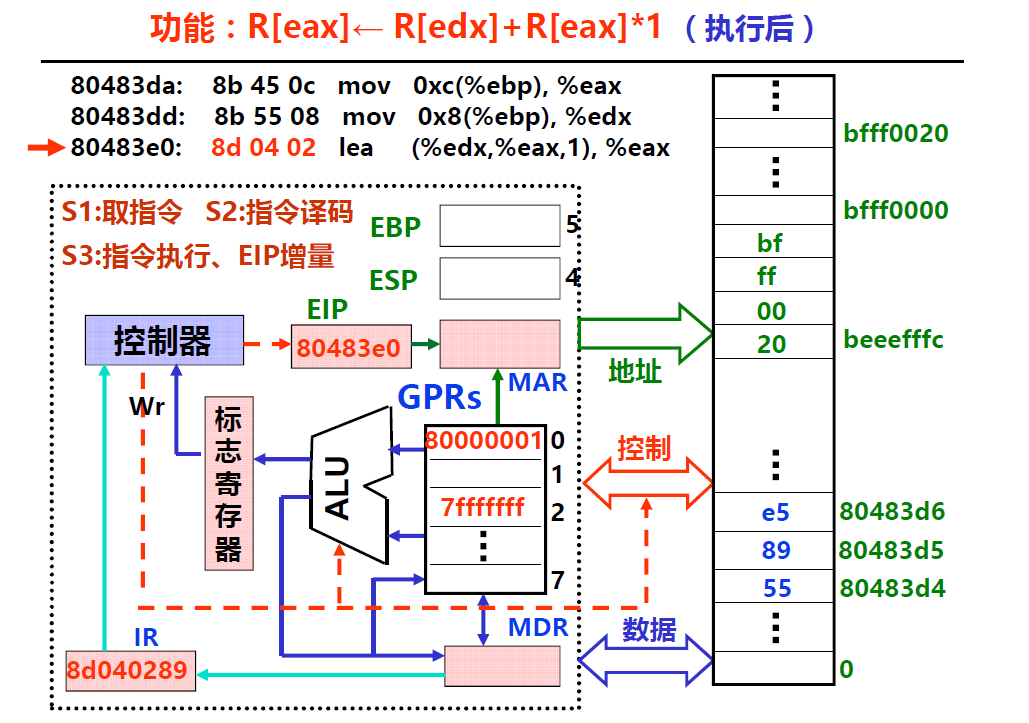 功能：R[eax]← R[edx]+R[eax]*1 （执行后）
80483da: 8b 45 0c mov 0xc(%ebp), %eax
80483dd: 8b 55 08 mov 0x8(%ebp), %edx
80483e0: 8d 04 02 lea (%edx,%eax,1), %eax
S1:取指令 S2:指令译码
S3:指令执行、EIP增量
EBP
5
ESP
4
EIP
控制器
80483e0
MAR
地址
Wr
GPRs
标志寄存器
ALU
80000001
0
1
7fffffff
2
⋮
7
控制
MDR
数据
IR
8d040289
⋮
bfff0020
⋮
bfff0000
bf
ff
00
20
beeefffc
⋮
e5
80483d6
89
80483d5
55
80483d4
⋮
0